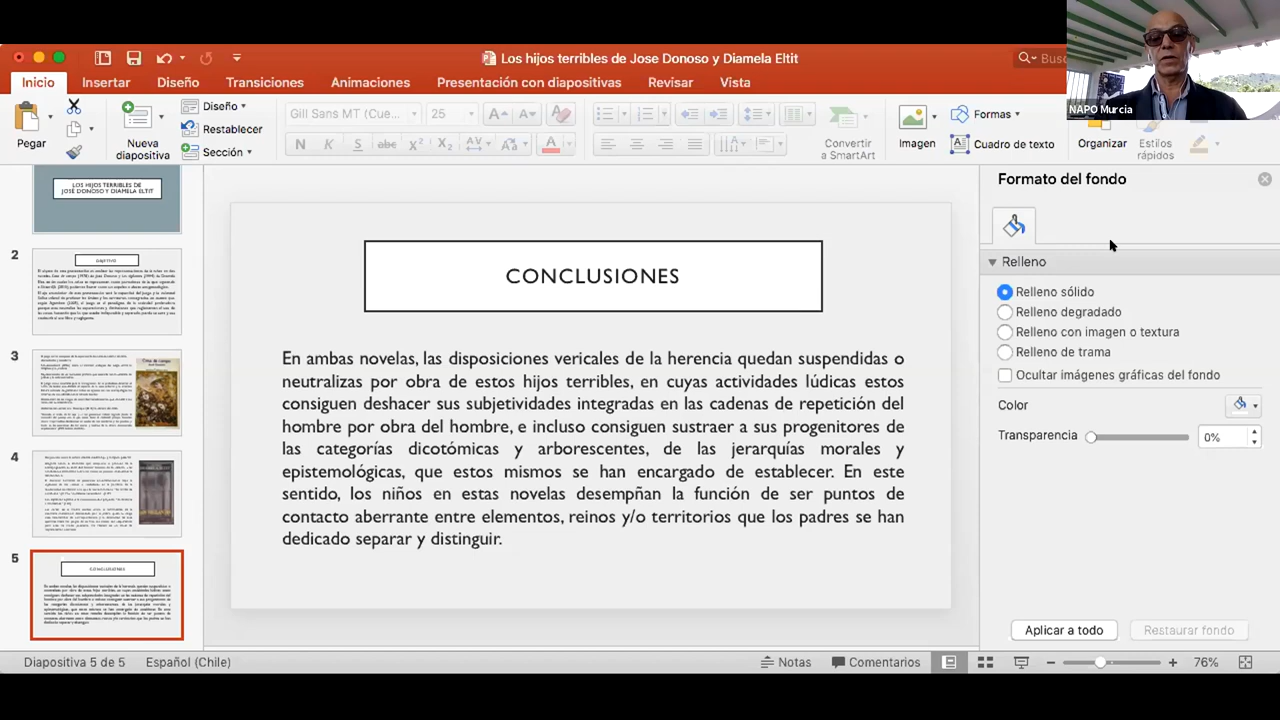 Los hijos terribles de Jose Donoso y Diamela Eltit
Inicio Insertar Diseño Transiciones Animaciones Presentación con diapositivas Revisar Vista
NAPO Murcia
Pegar
Nueva diapositiva
Diseño
Restablecer
Sección
Gill Sans MT (Cue... 25
Convertir a SmartArt
Imagen
Formas
Cuadro de texto
Organizar
Estilos rápidos
LOS HIJOS TERRIBLES DE
JOSÉ DONOSO Y DIAMELA ELTIT
2
OBJETIVO
3
4
5
CONCLUSIONES
CONCLUSIONES
En ambas novelas, las disposiciones vericales de la herencia quedan suspendidas o
neutralizas por obra de estos hijos terribles, en cuyas actividades lúdicas estos
consiguen deshacer sus subjetividades integradas en las cadenas de repetición del
hombre por obra del hombre, e incluso consiguen sustraer a sus progenitores de
las categorías dicotómicas y arborescentes, de las jerarquías morales y
epistemológicas, que estos mismos se han encargado de establecer. En este
sentido, los niños en estas novelas desempñan la función de ser puntos de
contacto aberrante entre elementos, reinos y/o territorios que los padres se han
dedicado separar y distinguir.
Formato del fondo
Relleno
Relleno sólido
Relleno degradado
Relleno con imagen o textura
Relleno de trama
Ocultar imágenes gráficas del fondo
Color
Transparencia 0%
Aplicar a todo Restaurar fondo
Diapositiva 5 de 5 Español (Chile) Notas Comentarios 76%